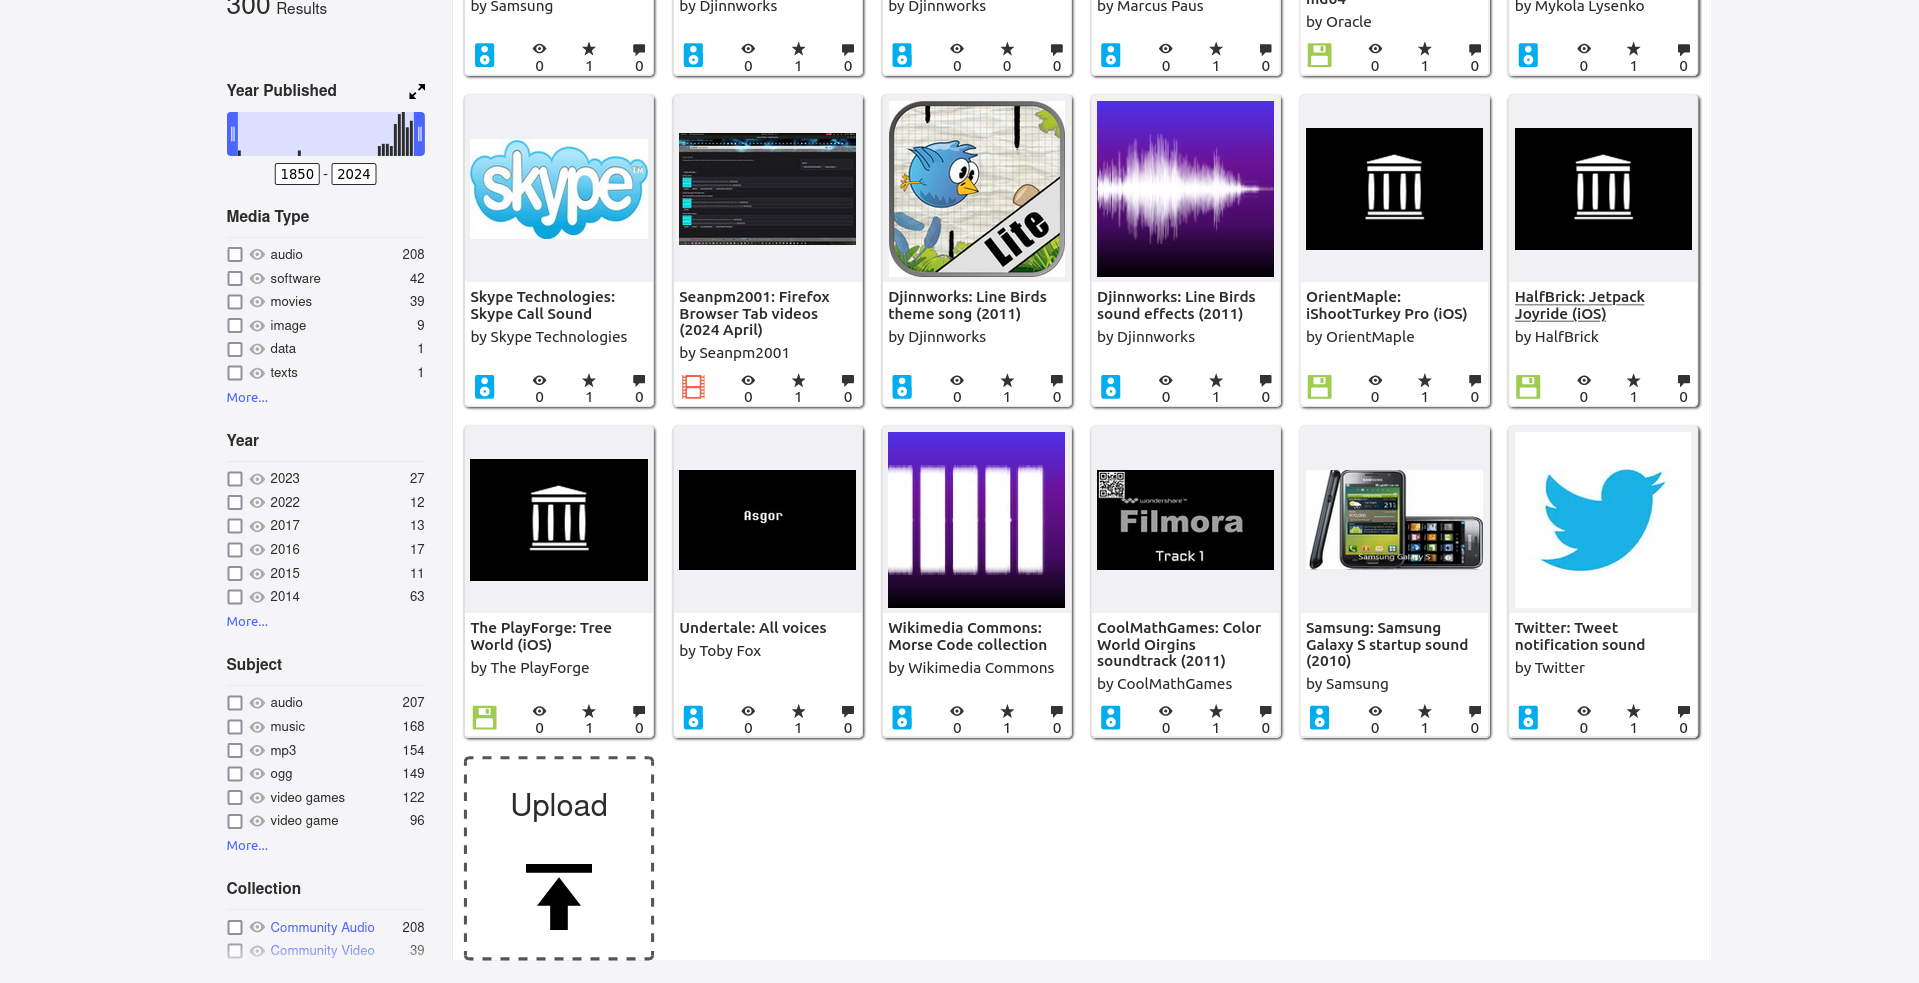 300 Results
Year Published
1850 - 2024
Media Type
audio 208
software 42
movies 39
image 9
data 1
texts 1
More...
Year
2023 27
2022 12
2017 13
2016 17
2015 11
2014 63
More...
Subject
audio 207
music 168
mp3 154
ogg 149
video games 122
video game 96
More...
Collection
Community Audio 208
Community Video 39
by Samsung
0 1 0
by Djinnworks
0 1 0
by Djinnworks
0 0 0
by Marcus Paus
0 1 0
by Oracle
0 1 0
by Mykola Lysenko
0 1 0
skype™
Skype Technologies:
Skype Call Sound
by Skype Technologies
0 1 0
Seanpm2001: Firefox
Browser Tab videos
(2024 April)
by Seanpm2001
0 1 0
Lite
Djinnworks: Line Birds
theme song (2011)
by Djinnworks
0 1 0
Djinnworks: Line Birds
sound effects (2011)
by Djinnworks
0 1 0
OrientMaple:
iShootTurkey Pro (iOS)
by OrientMaple
0 1 0
HalfBrick: Jetpack
Joyride (iOS)
by HalfBrick
0 1 0
The PlayForge: Tree
World (iOS)
by The PlayForge
0 1 0
Asgor
Undertale: All voices
by Toby Fox
0 1 0
Wikimedia Commons:
Morse Code collection
by Wikimedia Commons
0 1 0
wondershare™
Filmora
Track 1
CoolMathGames: Color
World Oirgins
soundtrack (2011)
by CoolMathGames
0 1 0
Samsung Galaxy S
Samsung: Samsung
Galaxy S startup sound
(2010)
by Samsung
0 1 0
Twitter: Tweet
notification sound
by Twitter
0 1 0
Upload